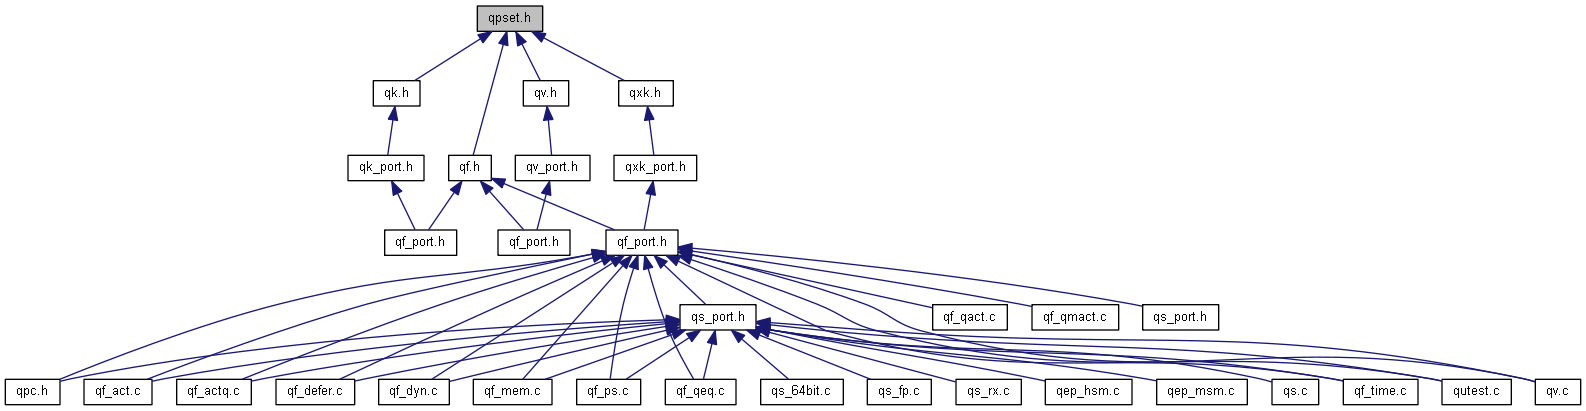 qpset.h
qk.h
qv.h
qxk.h
qk_port.h
qf.h
qv_port.h
qxk_port.h
qf_port.h
qf_port.h
qf_port.h
qs_port.h
qf_qact.c
qf_qmact.c
qs_port.h
qpc.h
qf_act.c
qf_actq.c
qf_defer.c
qf_dyn.c
qf_mem.c
qf_ps.c
qf_qeq.c
qs_64bit.c
qs_fp.c
qs_rx.c
qep_hsm.c
qep_msm.c
qs.c
qf_time.c
qutest.c
qv.c